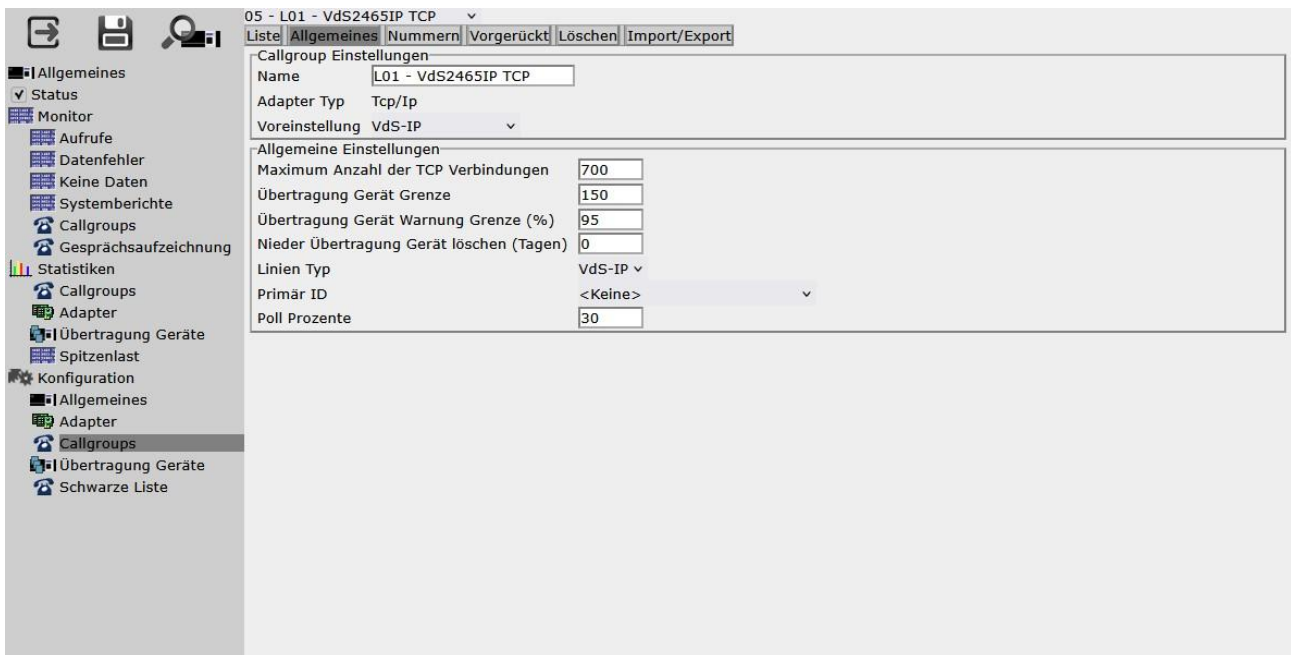 05 - L01 - VdS2465IP TCP
Liste Allgemeines Nummern Vorgerückt Löschen Import/Export
Allgemeines
Status
Monitor
Aufrufe
Datenfehler
Keine Daten
Systemberichte
Callgroups
Gesprächsaufzeichnung
Statistiken
Callgroups
Adapter
Übertragung Geräte
Spitzenlast
Konfiguration
Allgemeines
Adapter
Callgroups
Übertragung Geräte
Schwarze Liste
Callgroup Einstellungen
Name L01 - VdS2465IP TCP
Adapter Typ Tcp/Ip
Voreinstellung VdS-IP
Allgemeine Einstellungen
Maximum Anzahl der TCP Verbindungen 700
Übertragung Gerät Grenze 150
Übertragung Gerät Warnung Grenze (%) 95
Nieder Übertragung Gerät löschen (Tagen) 0
Linien Typ VdS-IP
Primär ID <Keine>
Poll Prozente 30